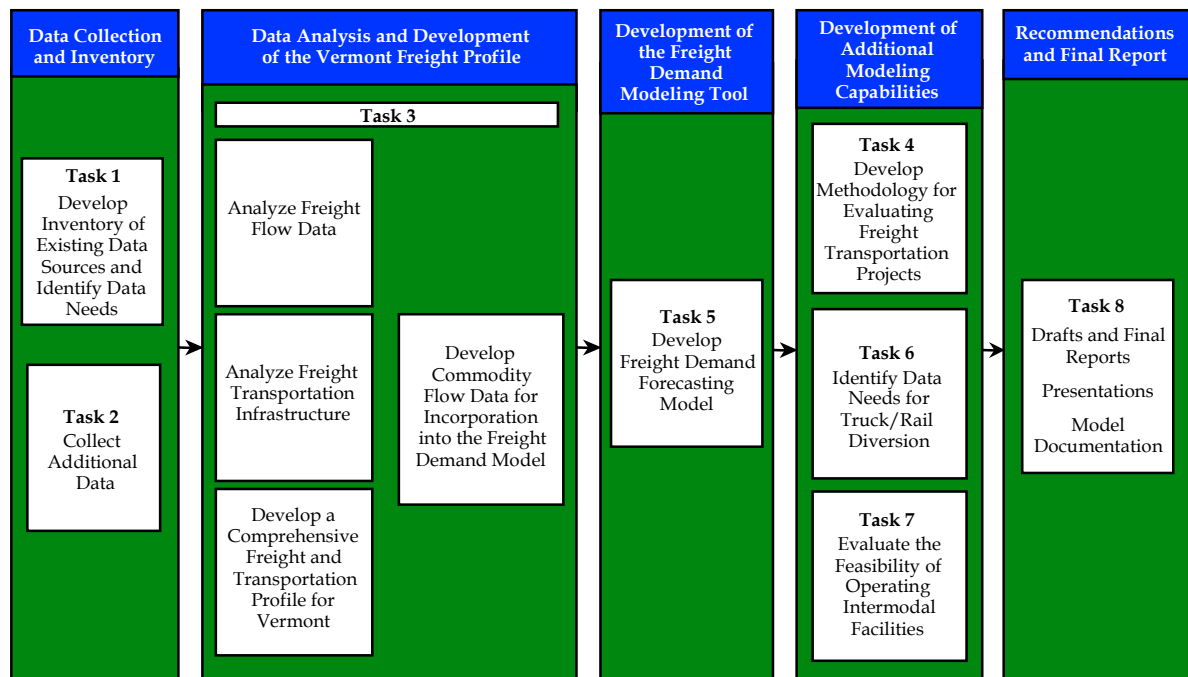 Data Collection
and Inventory
Data Analysis and Development
of the Vermont Freight Profile
Development of
the Freight
Demand
Modeling Tool
Development of
Additional
Modeling
Capabilities
Recommendations
and Final Report
Task 1
Develop
Inventory of
Existing Data
Sources and
Identify Data
Needs
Task 2
Collect
Additional
Data
Task 3
Analyze Freight
Flow Data
Analyze Freight
Transportation
Infrastructure
Develop a
Comprehensive
Freight and
Transportation
Profile for
Vermont
Develop
Commodity
Flow Data for
Incorporation
into the Freight
Demand Model
Task 5
Develop
Freight Demand
Forecasting
Model
Task 4
Develop
Methodology for
Evaluating
Freight
Transportation
Projects
Task 6
Identify Data
Needs for
Truck/Rail
Diversion
Task 7
Evaluate the
Feasibility of
Operating
Intermodal
Facilities
Task 8
Drafts and Final
Reports
Presentations
Model
Documentation